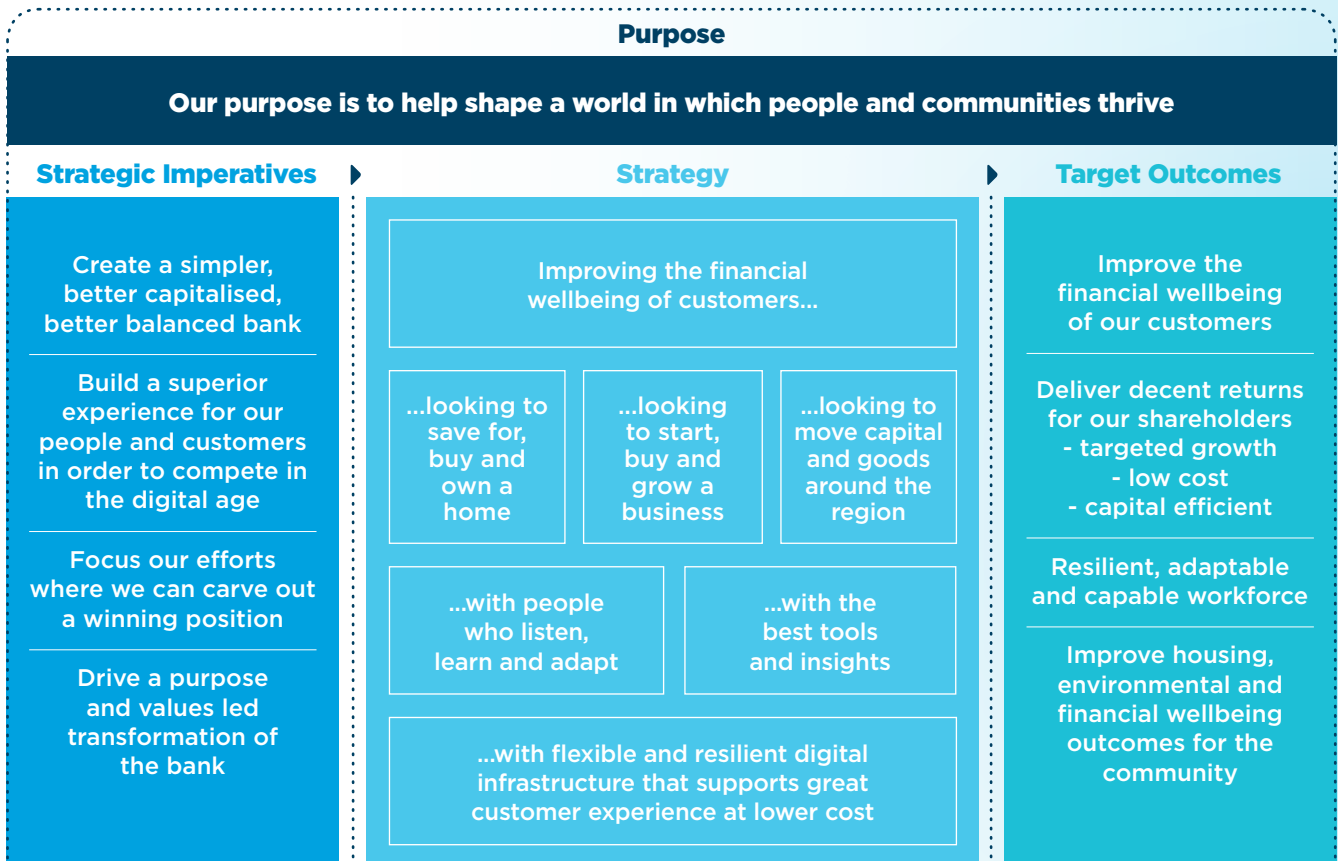 Purpose
Our purpose is to help shape a world in which people and communities thrive
Strategic Imperatives
Create a simpler,
better capitalised,
better balanced bank
Build a superior
experience for our
people and customers
in order to compete in
the digital age
Focus our efforts
where we can carve out
a winning position
Drive a purpose
and values led
transformation of
the bank
Strategy
Improving the financial
wellbeing of customers...
...looking to
save for,
buy and
own a
home
...looking
to start,
buy and
grow a
business
...looking to
move capital
and goods
around the
region
...with people
who listen,
learn and adapt
...with the
best tools
and insights
...with flexible and resilient digital
infrastructure that supports great
customer experience at lower cost
Target Outcomes
Improve the
financial wellbeing
of our customers
Deliver decent returns
for our shareholders
- targeted growth
- low cost
- capital efficient
Resilient, adaptable
and capable workforce
Improve housing,
environmental and
financial wellbeing
outcomes for the
community